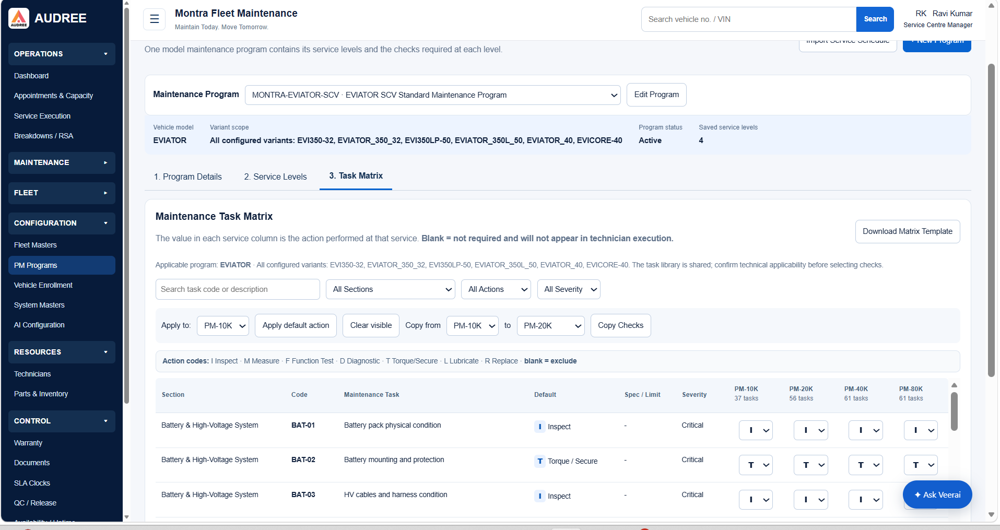 AUDREE
AUDREE
OPERATIONS
Dashboard
Appointments & Capacity
Service Execution
Breakdowns / RSA
MAINTENANCE
FLEET
CONFIGURATION
Fleet Masters
PM Programs
Vehicle Enrollment
System Masters
AI Configuration
RESOURCES
Technicians
Parts & Inventory
CONTROL
Warranty
Documents
SLA Clocks
QC / Release
Availability / Uptime
Montra Fleet Maintenance
Maintain Today. Move Tomorrow.
Search vehicle no. / VIN
Search
RK Ravi Kumar
Service Centre Manager
One model maintenance program contains its service levels and the checks required at each level.
Import Service Schedule
+ New Program
Maintenance Program
MONTRA-EVIATOR-SCV · EVIATOR SCV Standard Maintenance Program
Edit Program
Vehicle model
EVIATOR
Variant scope
All configured variants: EVI350-32, EVIATOR_350_32, EVI350LP-50, EVIATOR_350L_50, EVIATOR_40, EVICORE-40
Program status
Active
Saved service levels
4
1. Program Details
2. Service Levels
3. Task Matrix
Maintenance Task Matrix
The value in each service column is the action performed at that service. Blank = not required and will not appear in technician execution.
Download Matrix Template
Applicable program: EVIATOR · All configured variants: EVI350-32, EVIATOR_350_32, EVI350LP-50, EVIATOR_350L_50, EVIATOR_40, EVICORE-40. The task library is shared; confirm technical applicability before selecting checks.
Search task code or description
All Sections
All Actions
All Severity
Apply to: PM-10K Apply default action Clear visible Copy from PM-10K to PM-20K Copy Checks
Action codes: I Inspect · M Measure · F Function Test · D Diagnostic · T Torque/Secure · L Lubricate · R Replace · blank = exclude
Section Code Maintenance Task Default Spec / Limit Severity PM-10K PM-20K PM-40K PM-80K
37 tasks 56 tasks 61 tasks 61 tasks
Battery & High-Voltage System BAT-01 Battery pack physical condition I Inspect - Critical I I I I
Battery & High-Voltage System BAT-02 Battery mounting and protection T Torque / Secure - Critical T T T T
Battery & High-Voltage System BAT-03 HV cables and harness condition I Inspect - Critical I I I
✦ Ask Veerai